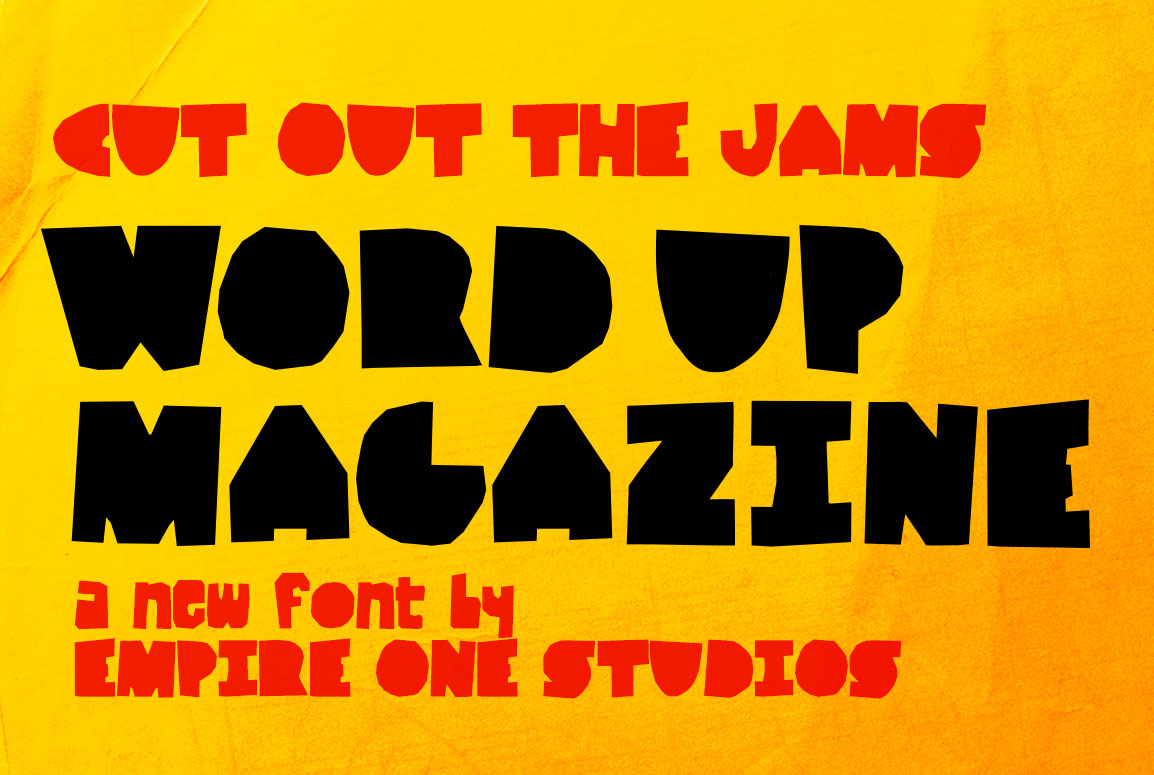 CUT OUT THE JAMS
WORD UP
MAGAZINE
a new font by
EMPIRE ONE STUDIOS